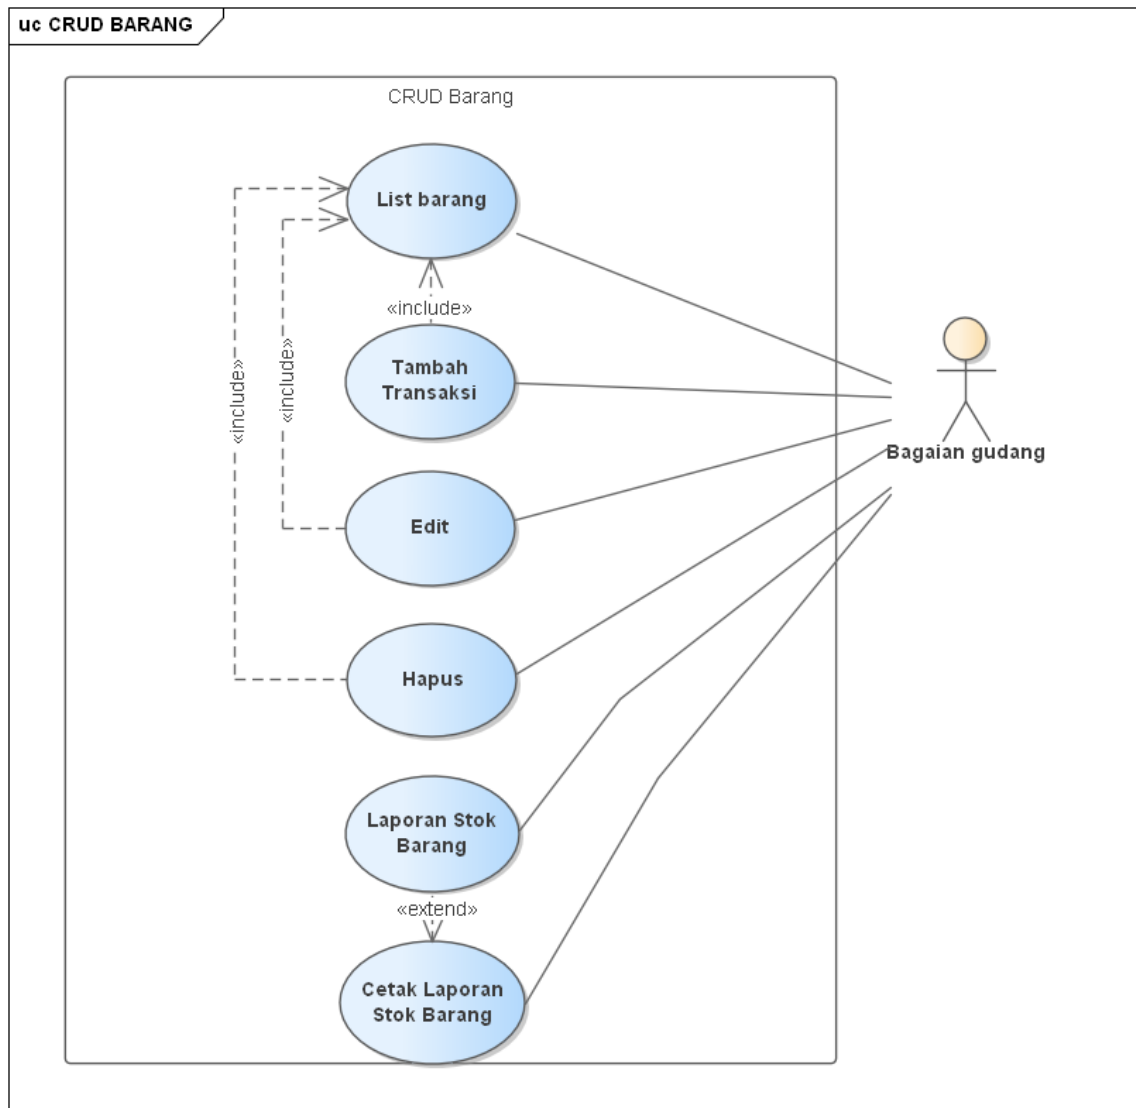 uc CRUD BARANG
CRUD Barang
List barang
«include»
Tambah
Transaksi
«include»
«include»
Edit
Hapus
Laporan Stok
Barang
«extend»
Cetak Laporan
Stok Barang
Bagaian gudang